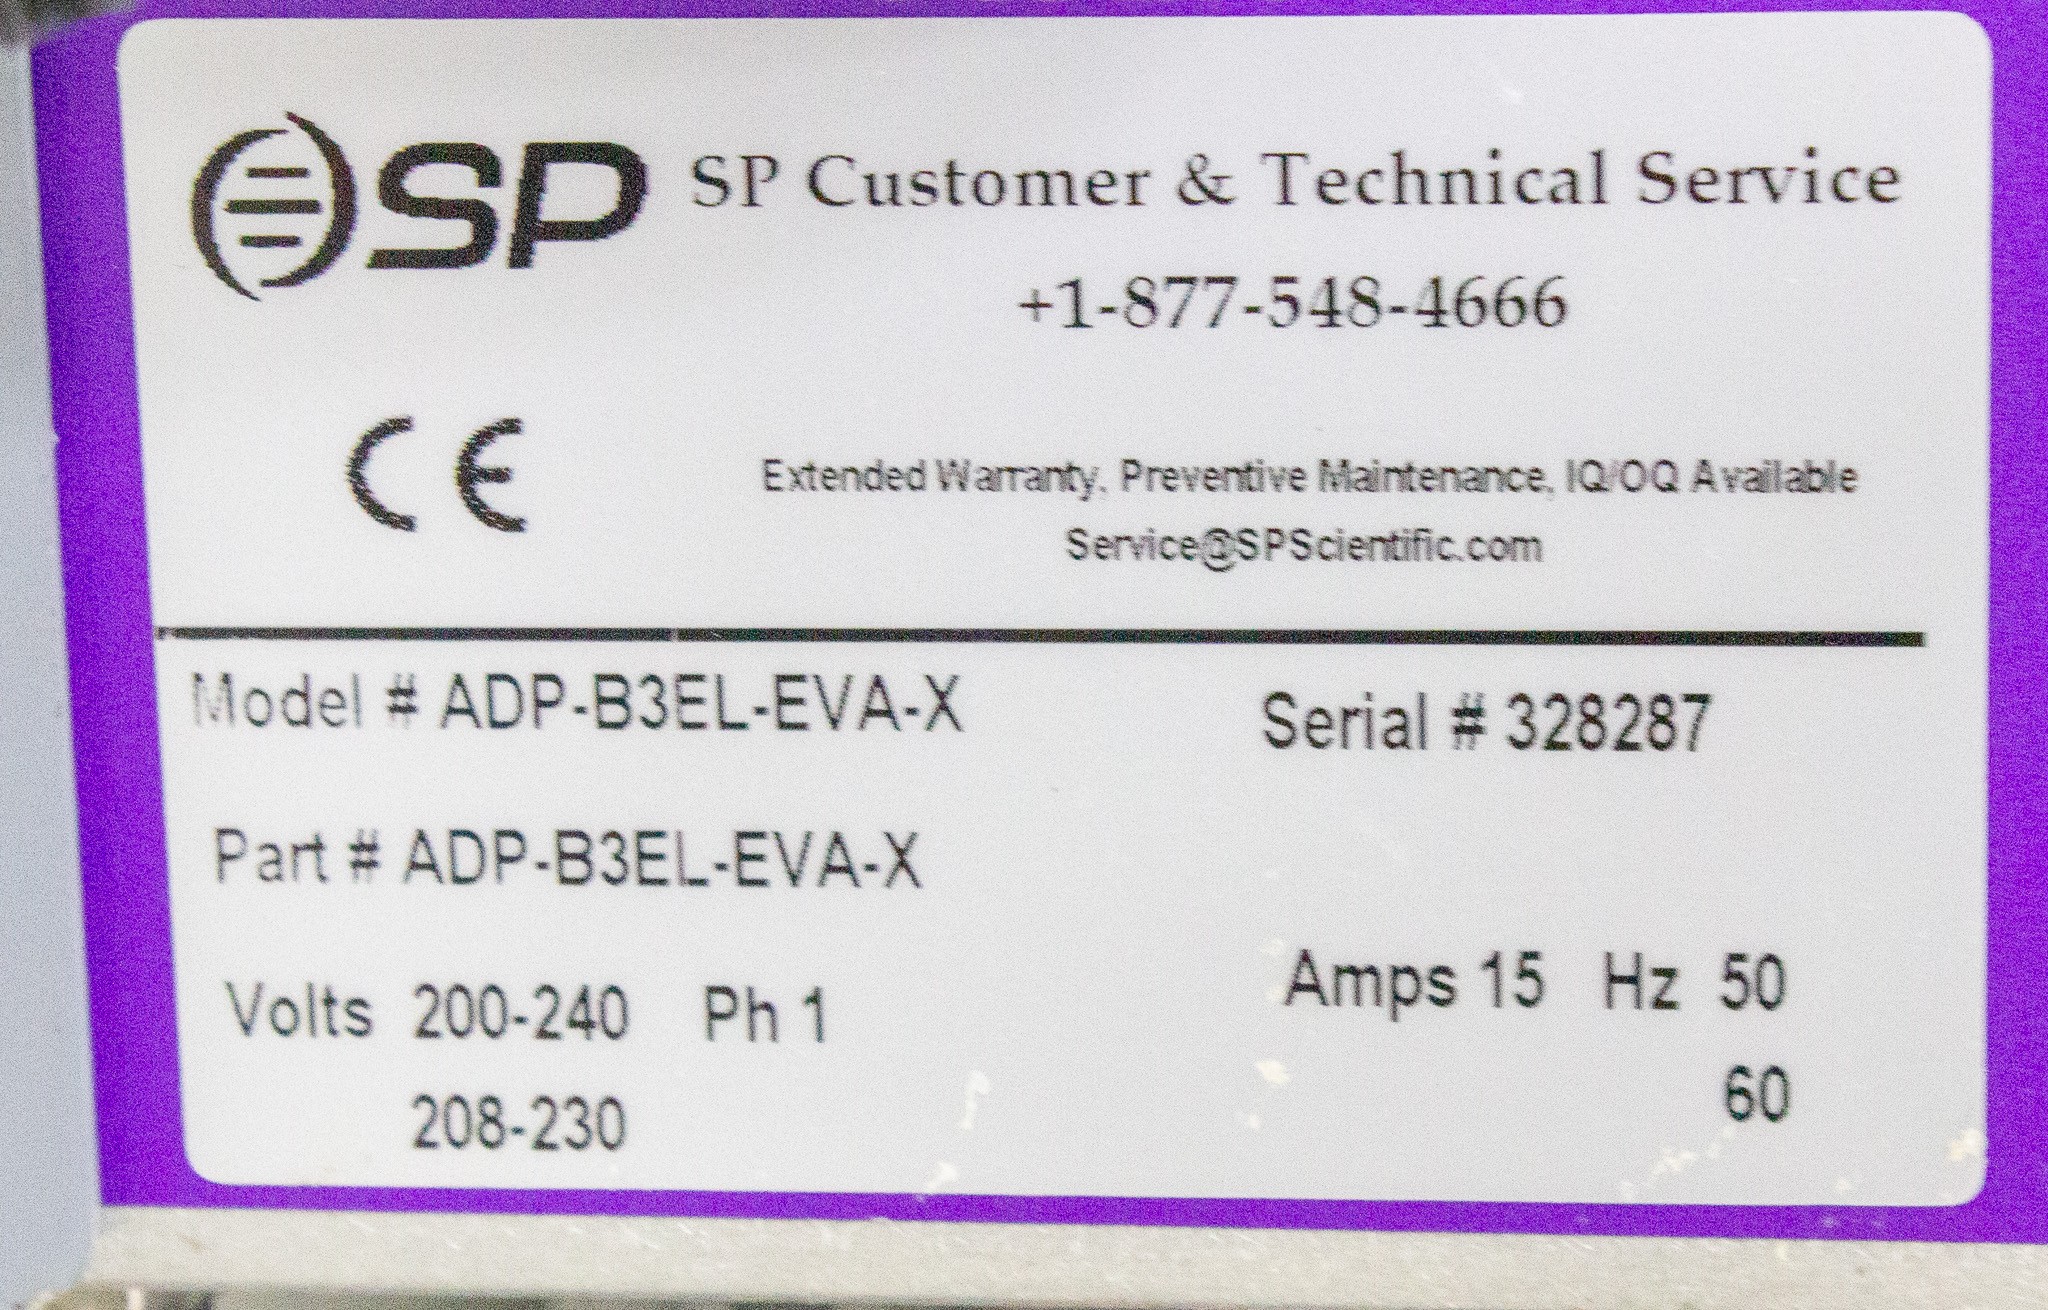 SP SP Customer & Technical Service
+1-877-548-4666
CE
Extended Warranty, Preventive Maintenance, IQ/OQ Available
Service@SPScientific.com
Model # ADP-B3EL-EVA-X Serial # 328287
Part # ADP-B3EL-EVA-X
Volts 200-240 Ph 1 Amps 15 Hz 50
208-230 60